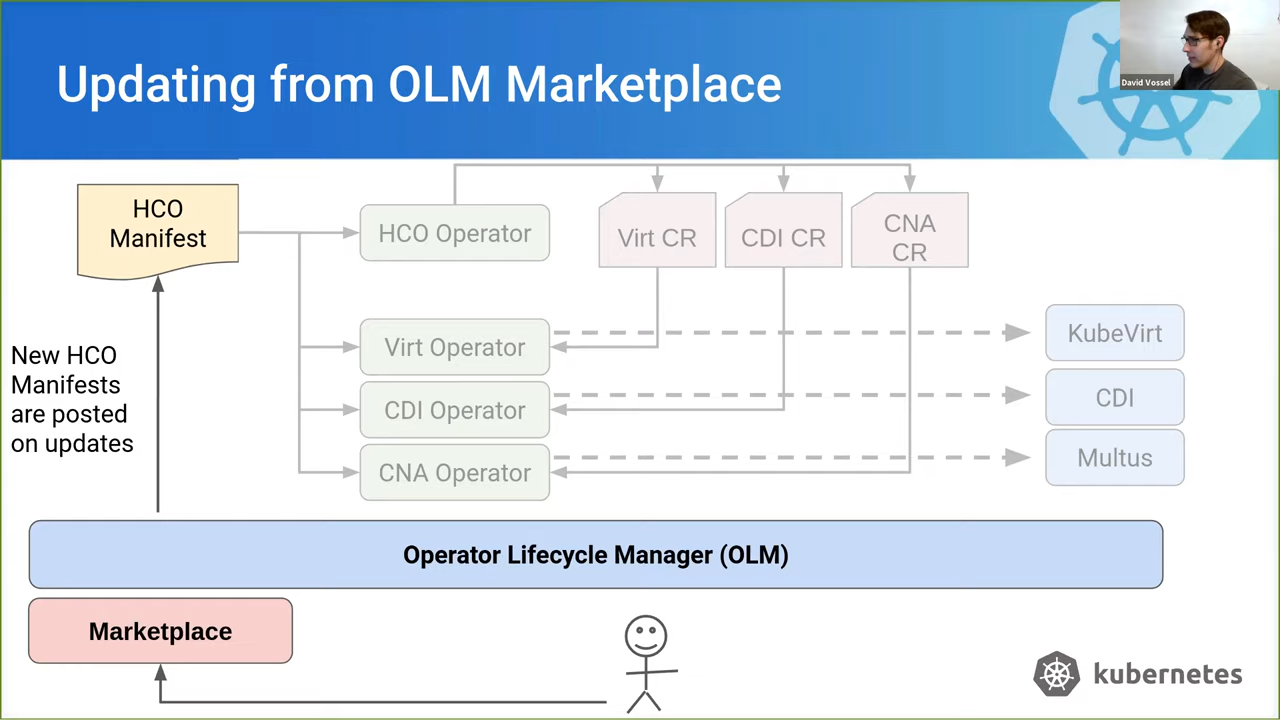 Updating from OLM Marketplace
David Vossel
HCO
Manifest
HCO Operator
Virt CR
CDI CR
CNA
CR
New HCO
Manifests
are posted
on updates
Virt Operator
CDI Operator
CNA Operator
KubeVirt
CDI
Multus
Operator Lifecycle Manager (OLM)
Marketplace
kubernetes